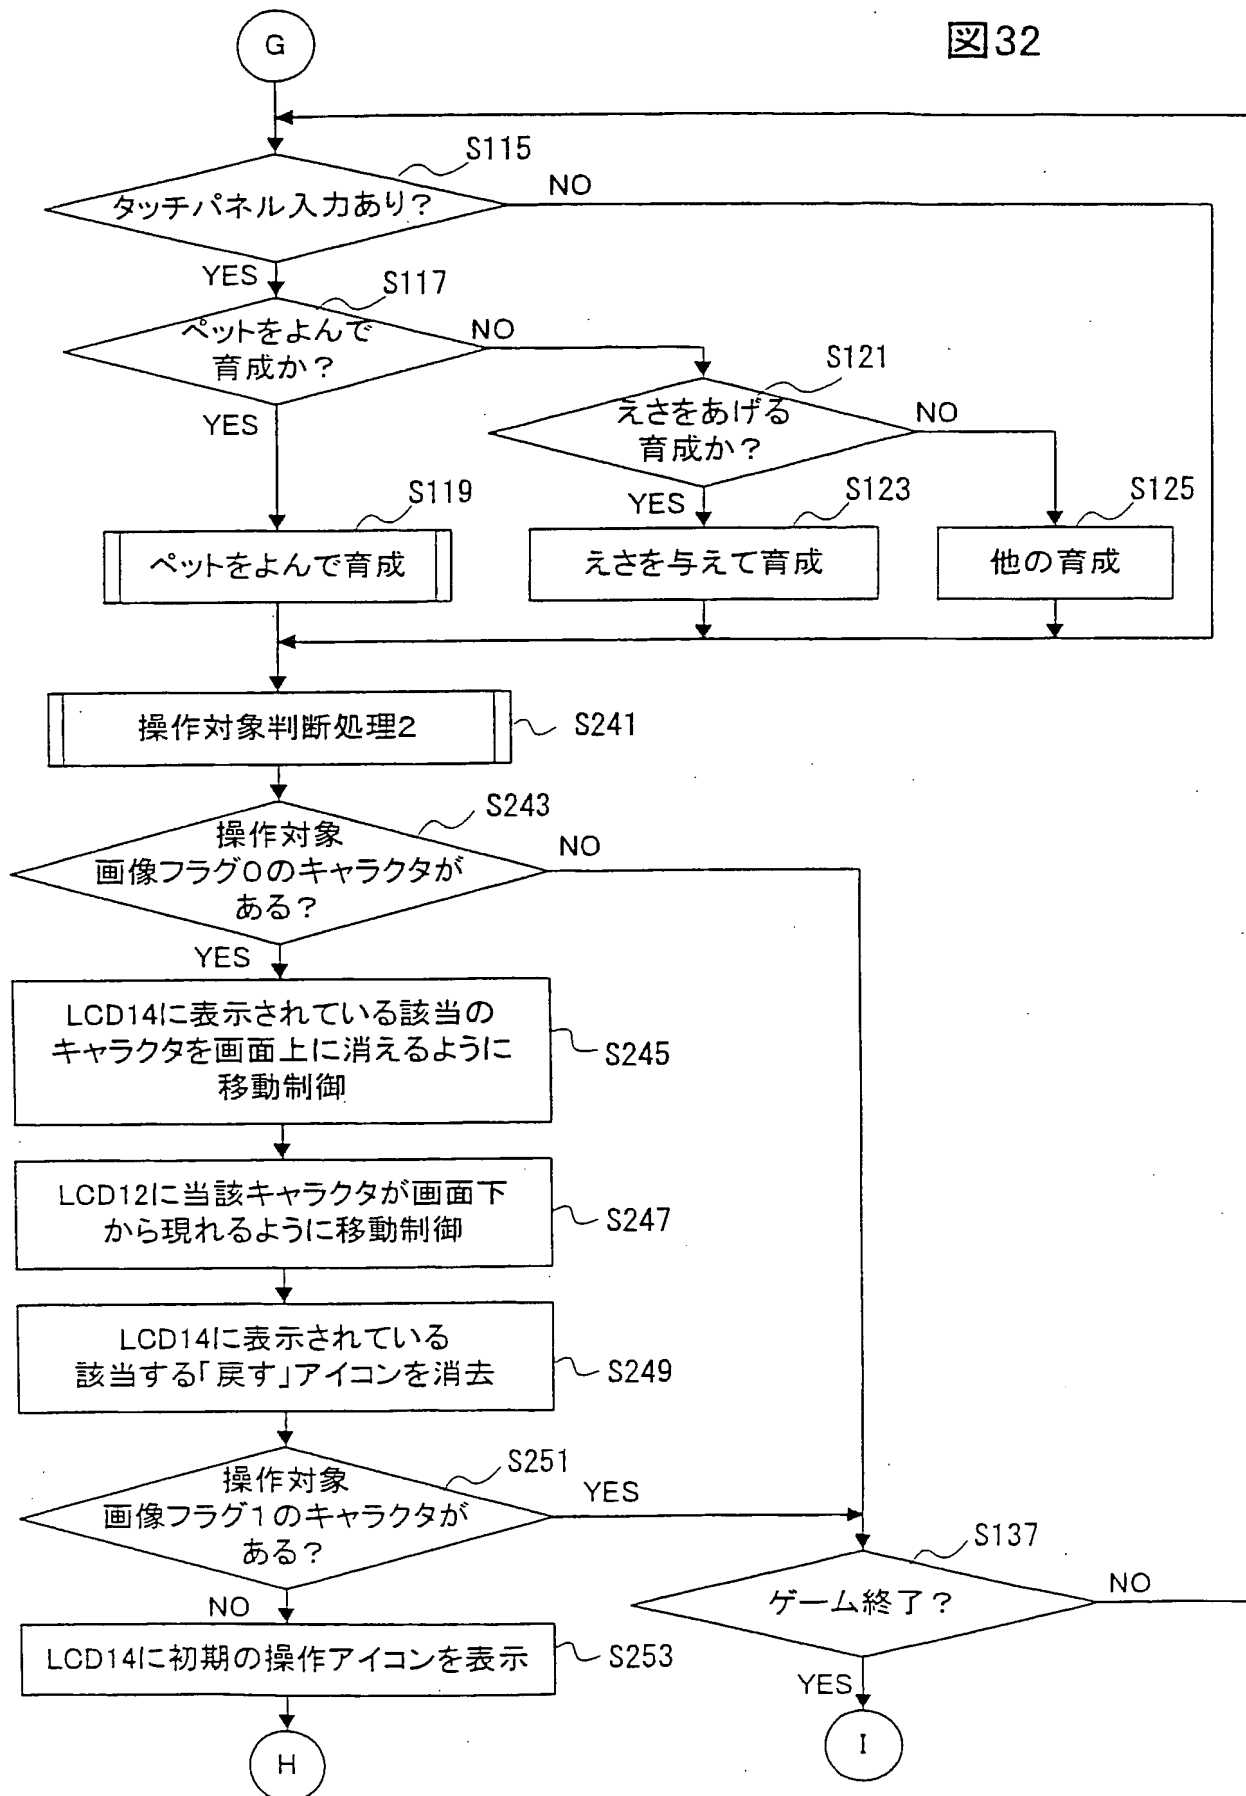 図32
G
S115
タッチパネル入力あり？
NO
YES
S117
ペットをよんで
育成か？
NO
YES
S121
えさをあげる
育成か？
NO
YES
S119
ペットをよんで育成
S123
えさを与えて育成
S125
他の育成
操作対象判断処理2
S241
S243
操作対象
画像フラグ0のキャラクタが
ある？
NO
YES
LCD14に表示されている該当の
キャラクタを画面上に消えるように
移動制御
S245
LCD12に当該キャラクタが画面下
から現れるように移動制御
S247
LCD14に表示されている
該当する「戻す」アイコンを消去
S249
S251
操作対象
画像フラグ1のキャラクタが
ある？
YES
NO
S137
ゲーム終了？
NO
YES
LCD14に初期の操作アイコンを表示
S253
H
I